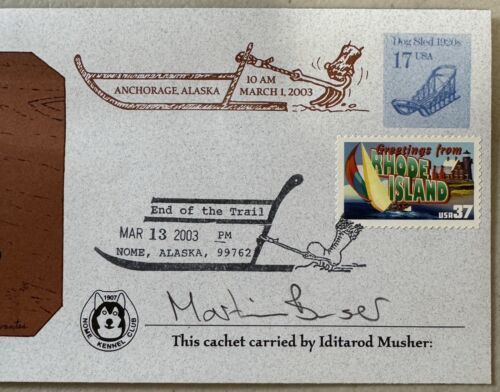 Dog Sled 1920s
17 USA
10 AM
ANCHORAGE, ALASKA
MARCH 1, 2003
Greetings from
RHODE
ISLAND
USA 37
End of the Trail
MAR 13 2003 PM
NOME, ALASKA, 99762
Martin Buser
1907
NOME KENNEL CLUB
This cachet carried by Iditarod Musher: